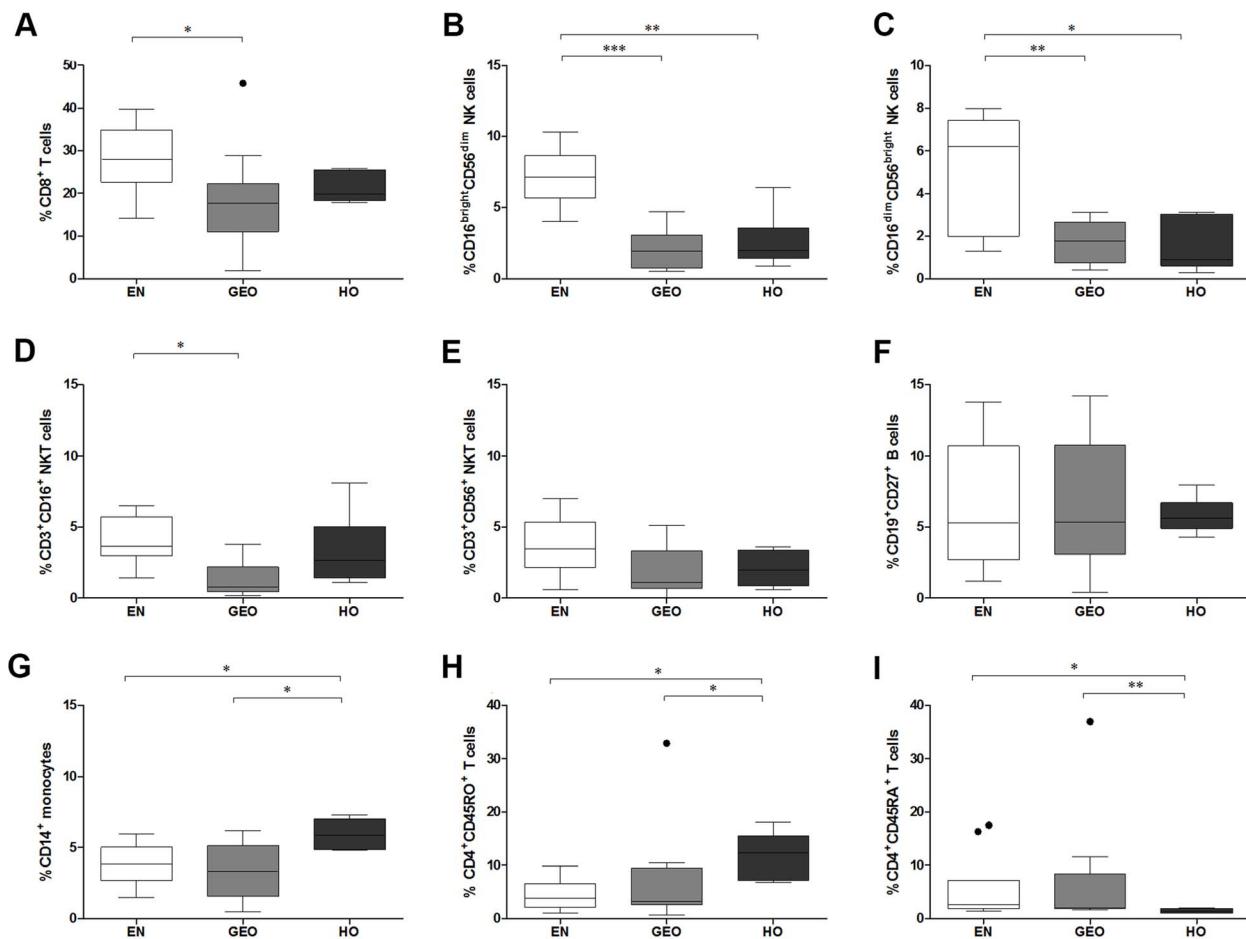 A
*
50
40
30
20
10
0
% CD8+ T cells
EN GEO HO
B
**
***
15
10
5
0
% CD16brightCD56dim NK cells
EN GEO HO
C
*
**
10
8
6
4
2
0
% CD16dimCD56bright NK cells
EN GEO HO
D
*
15
10
5
0
% CD3+CD16+ NKT cells
EN GEO HO
E
15
10
5
0
% CD3+CD56+ NKT cells
EN GEO HO
F
15
10
5
0
% CD19+CD27+ B cells
EN GEO HO
G
*
*
15
10
5
0
% CD14+ monocytes
EN GEO HO
H
*
*
40
30
20
10
0
% CD4+CD45RO+ T cells
EN GEO HO
I
*
**
40
30
20
10
0
% CD4+CD45RA+ T cells
EN GEO HO